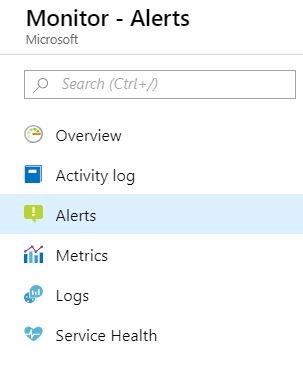 Monitor - Alerts
Microsoft
Search (Ctrl+/)
Overview
Activity log
Alerts
Metrics
Logs
Service Health